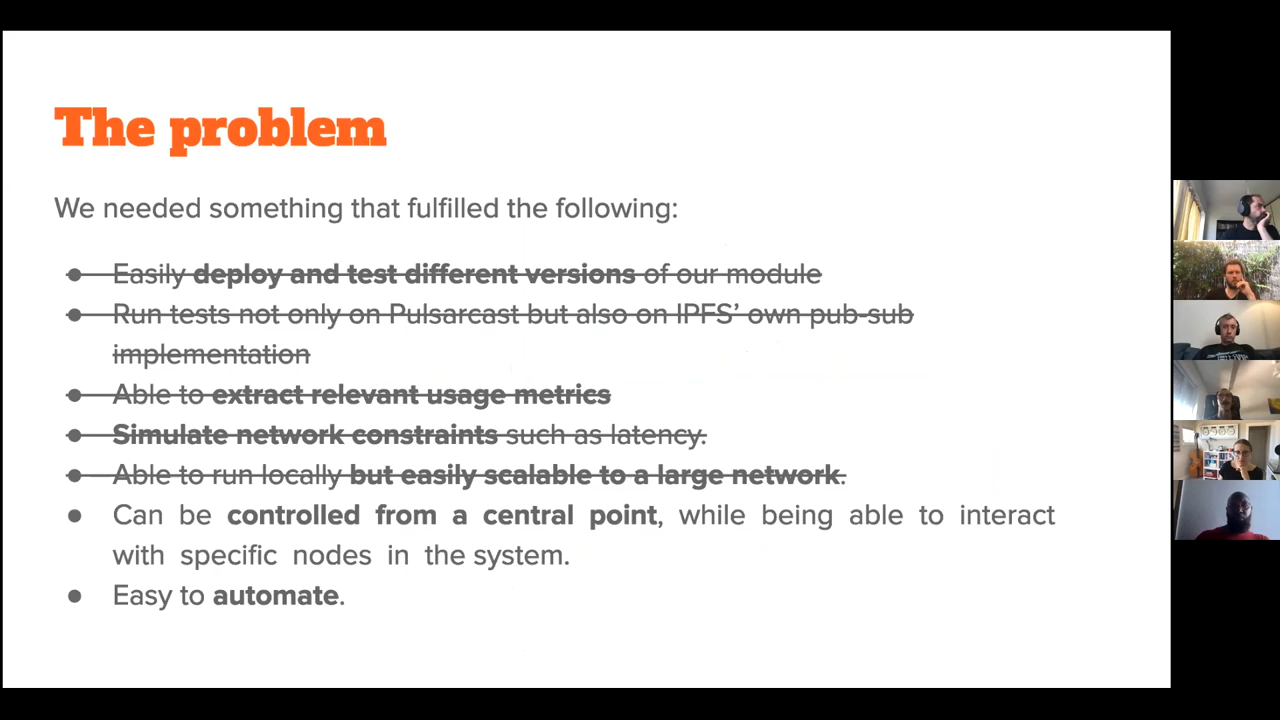 The problem
We needed something that fulfilled the following:
● Easily deploy and test different versions of our module
● Run tests not only on Pulsarcast but also on IPFS’ own pub-sub
implementation
● Able to extract relevant usage metrics
● Simulate network constraints such as latency.
● Able to run locally but easily scalable to a large network.
● Can be controlled from a central point, while being able to interact
with specific nodes in the system.
● Easy to automate.